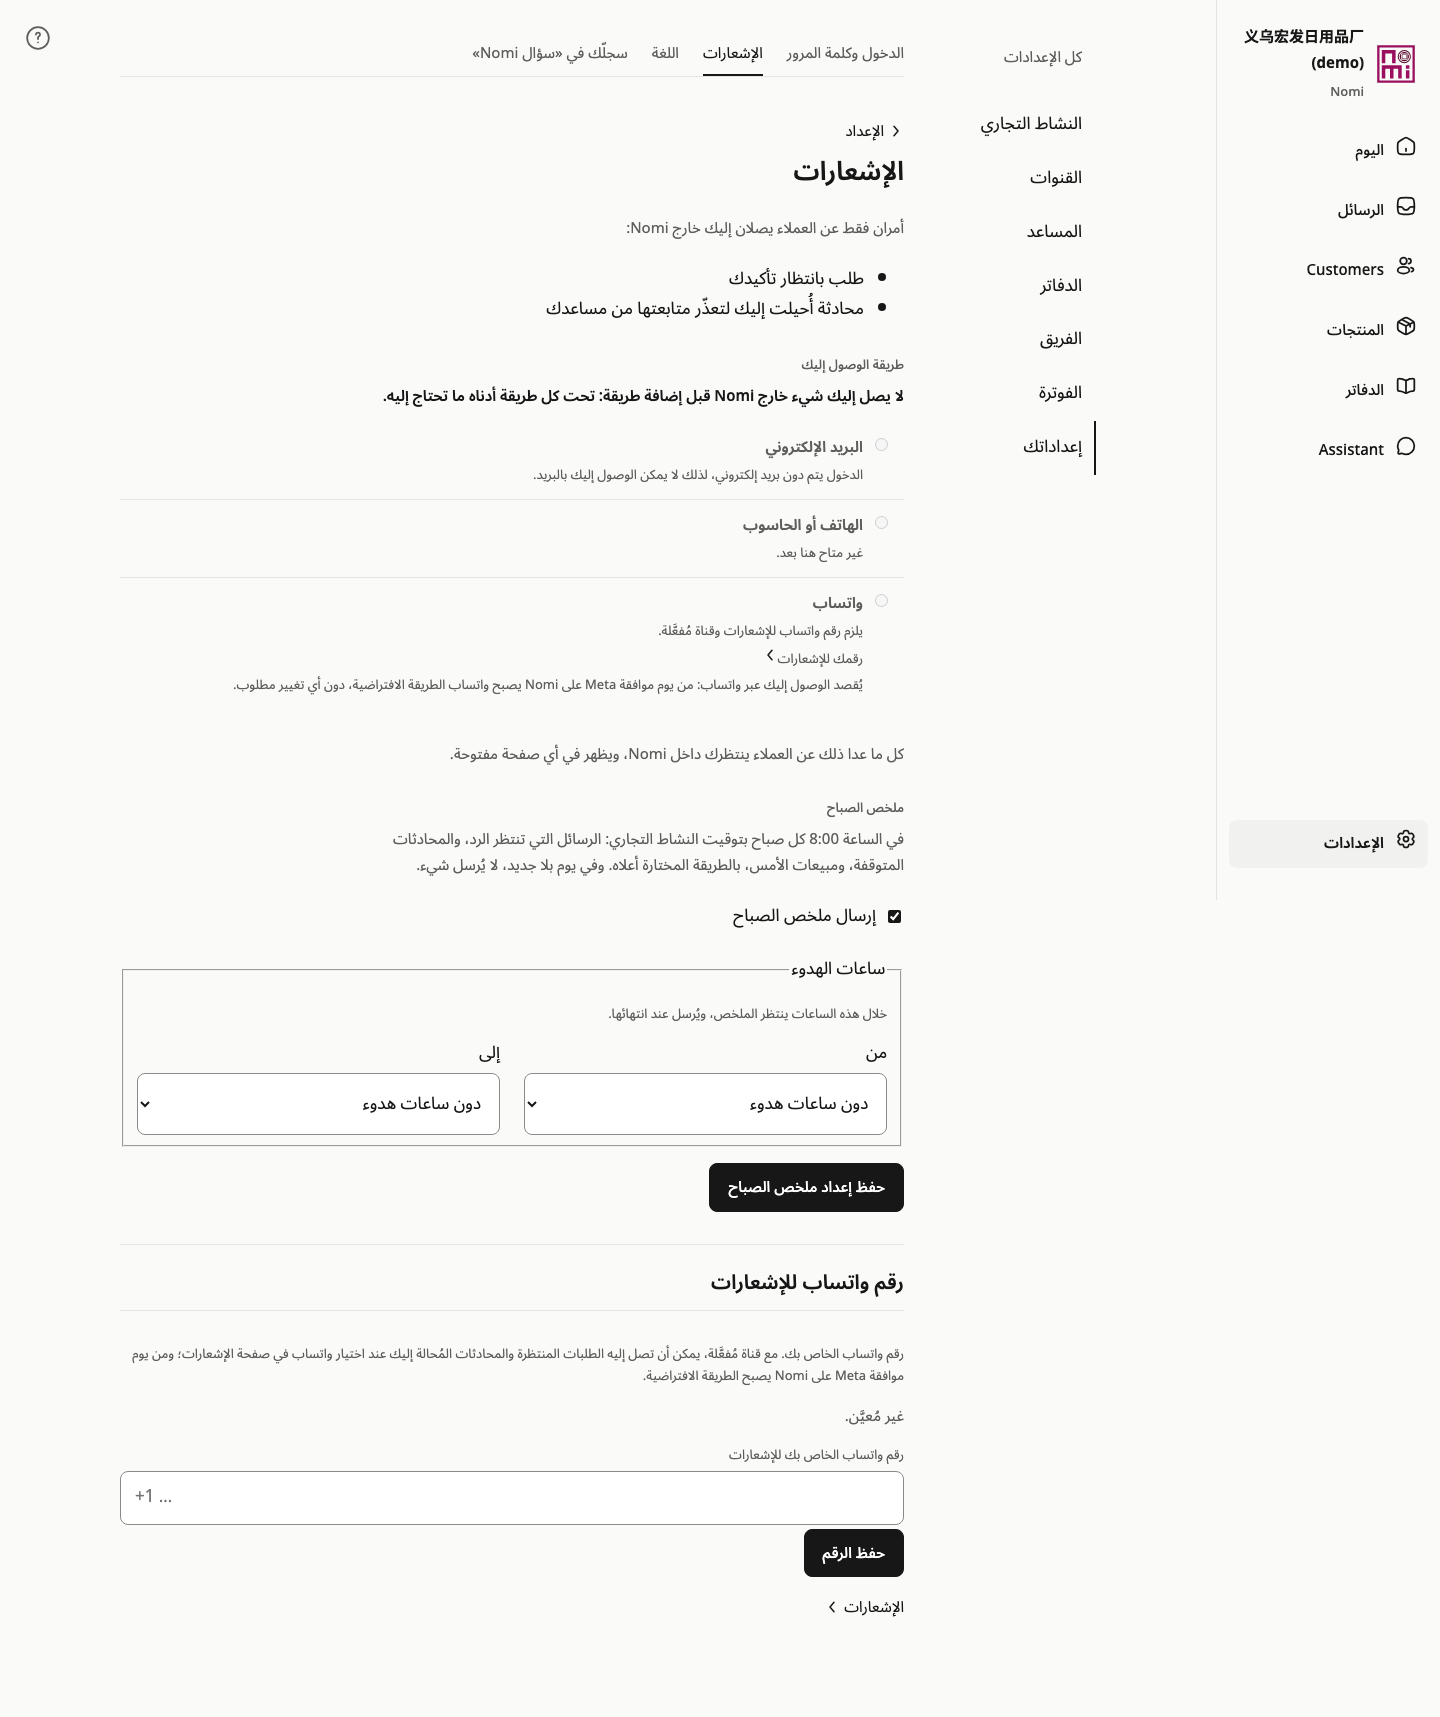 义乌宏发日用品厂
(demo)
Nomi
اليوم
الرسائل
Customers
المنتجات
الدفاتر
Assistant
الإعدادات
كل الإعدادات
النشاط التجاري
القنوات
المساعد
الدفاتر
الفريق
الفوترة
إعداداتك
الدخول وكلمة المرور
الإشعارات
اللغة
سجلّك في «سؤال Nomi»
الإعداد
الإشعارات
أمران فقط عن العملاء يصلان إليك خارج Nomi:
طلب بانتظار تأكيدك
محادثة أُحيلت إليك لتعذّر متابعتها من مساعدك
طريقة الوصول إليك
لا يصل إليك شيء خارج Nomi قبل إضافة طريقة: تحت كل طريقة أدناه ما تحتاج إليه.
البريد الإلكتروني
الدخول يتم دون بريد إلكتروني، لذلك لا يمكن الوصول إليك بالبريد.
الهاتف أو الحاسوب
غير متاح هنا بعد.
واتساب
يلزم رقم واتساب للإشعارات وقناة مُفعَّلة.
رقمك للإشعارات
يُقصد الوصول إليك عبر واتساب: من يوم موافقة Meta على Nomi يصبح واتساب الطريقة الافتراضية، دون أي تغيير مطلوب.
كل ما عدا ذلك عن العملاء ينتظرك داخل Nomi، ويظهر في أي صفحة مفتوحة.
ملخص الصباح
في الساعة 8:00 كل صباح بتوقيت النشاط التجاري: الرسائل التي تنتظر الرد، والمحادثات
المتوقفة، ومبيعات الأمس، بالطريقة المختارة أعلاه. وفي يوم بلا جديد، لا يُرسل شيء.
إرسال ملخص الصباح
ساعات الهدوء
خلال هذه الساعات ينتظر الملخص، ويُرسل عند انتهائها.
من
إلى
دون ساعات هدوء
دون ساعات هدوء
حفظ إعداد ملخص الصباح
رقم واتساب للإشعارات
رقم واتساب الخاص بك. مع قناة مُفعَّلة، يمكن أن تصل إليه الطلبات المنتظرة والمحادثات المُحالة إليك عند اختيار واتساب في صفحة الإشعارات؛ ومن يوم
موافقة Meta على Nomi يصبح الطريقة الافتراضية.
غير مُعيَّن.
رقم واتساب الخاص بك للإشعارات
+1 ...
حفظ الرقم
الإشعارات